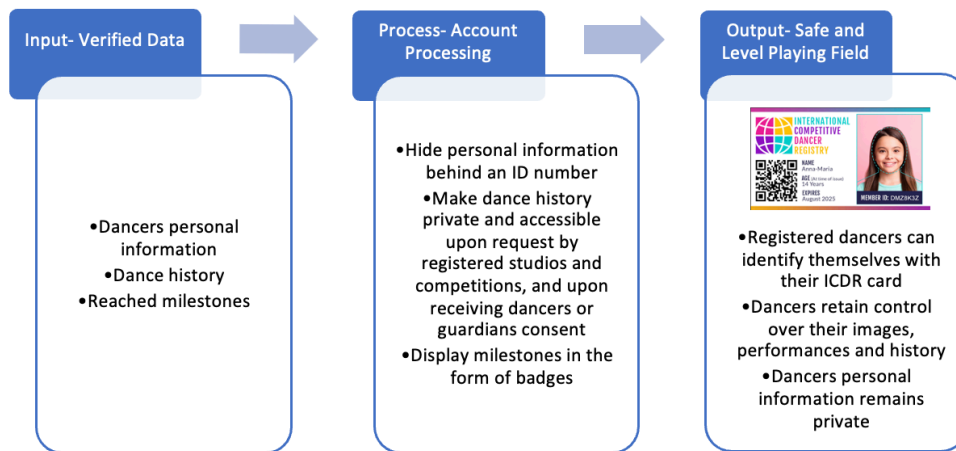 Input- Verified Data
•Dancers personal
information
•Dance history
•Reached milestones
Process- Account
Processing
•Hide personal information
behind an ID number
•Make dance history
private and accessible
upon request by
registered studios and
competitions, and upon
receiving dancers or
guardians consent
•Display milestones in the
form of badges
Output- Safe and
Level Playing Field
INTERNATIONAL
COMPETITIVE
DANCER
REGISTRY
NAME
Anna-Maria
AGE (At time of issue)
14 Years
EXPIRES
August 2025
MEMBER ID: DMZ8K3Z
•Registered dancers can
identify themselves with
their ICDR card
•Dancers retain control
over their images,
performances and history
•Dancers personal
information remains
private